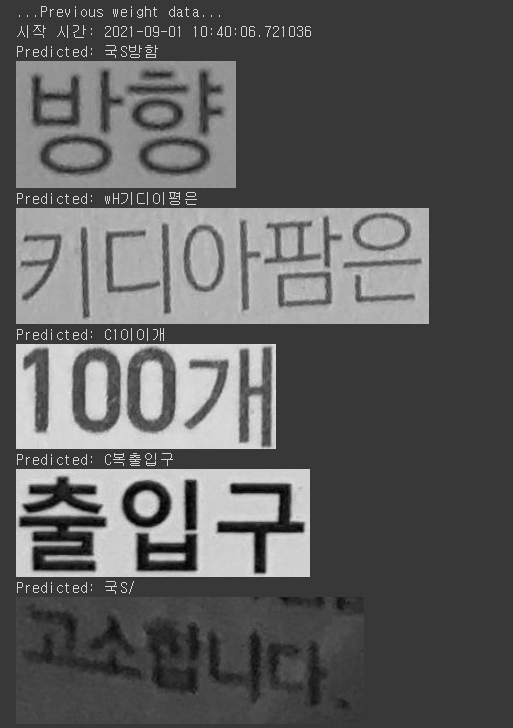 ...Previous weight data...
시작 시간: 2021-09-01 10:40:06.721036
Predicted: 국S방함
방향
Predicted: wH기디이평은
키디아팜은
Predicted: C10이이개
100개
Predicted: C복출입구
출입구
Predicted: 국S/
고소합니다.